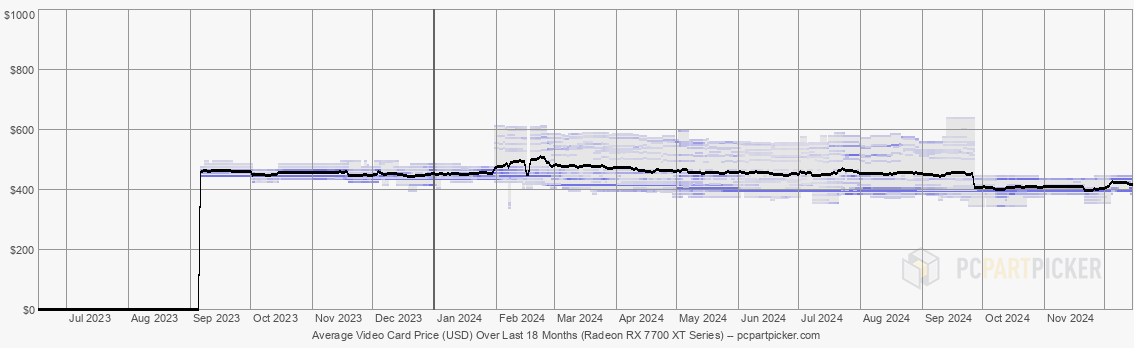 $1000
$800
$600
$400
$200
$0
Jul 2023 Aug 2023 Sep 2023 Oct 2023 Nov 2023 Dec 2023 Jan 2024 Feb 2024 Mar 2024 Apr 2024 May 2024 Jun 2024 Jul 2024 Aug 2024 Sep 2024 Oct 2024 Nov 2024
Average Video Card Price (USD) Over Last 18 Months (Radeon RX 7700 XT Series) -- pcpartpicker.com
PCPARTPICKER